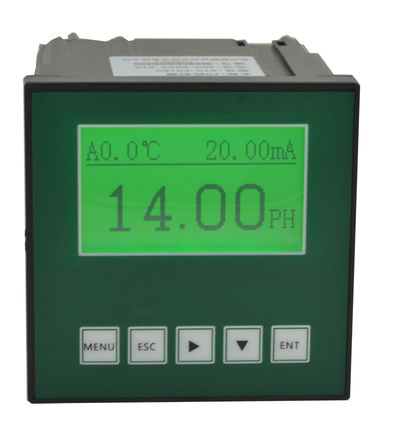 A0.0℃ 20.00mA
14.00PH
MENU ESC ▶ ▼ ENT